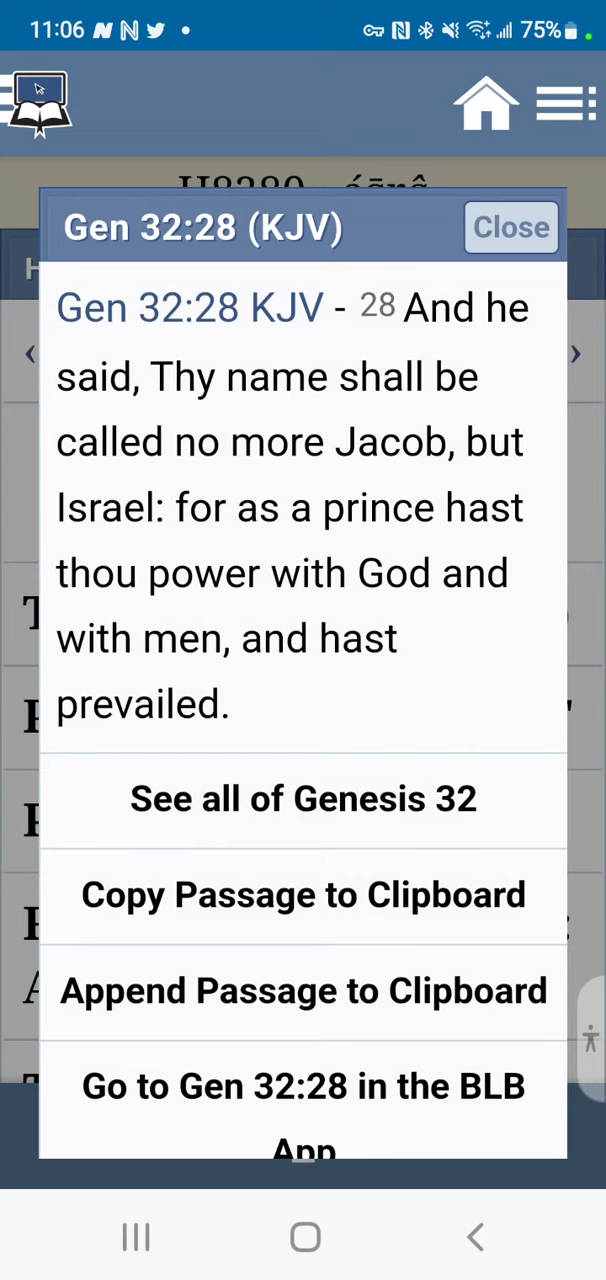 11:06 75%
Gen 32:28 (KJV) Close
Gen 32:28 KJV - 28 And he
said, Thy name shall be
called no more Jacob, but
Israel: for as a prince hast
thou power with God and
with men, and hast
prevailed.
See all of Genesis 32
Copy Passage to Clipboard
Append Passage to Clipboard
Go to Gen 32:28 in the BLB
App